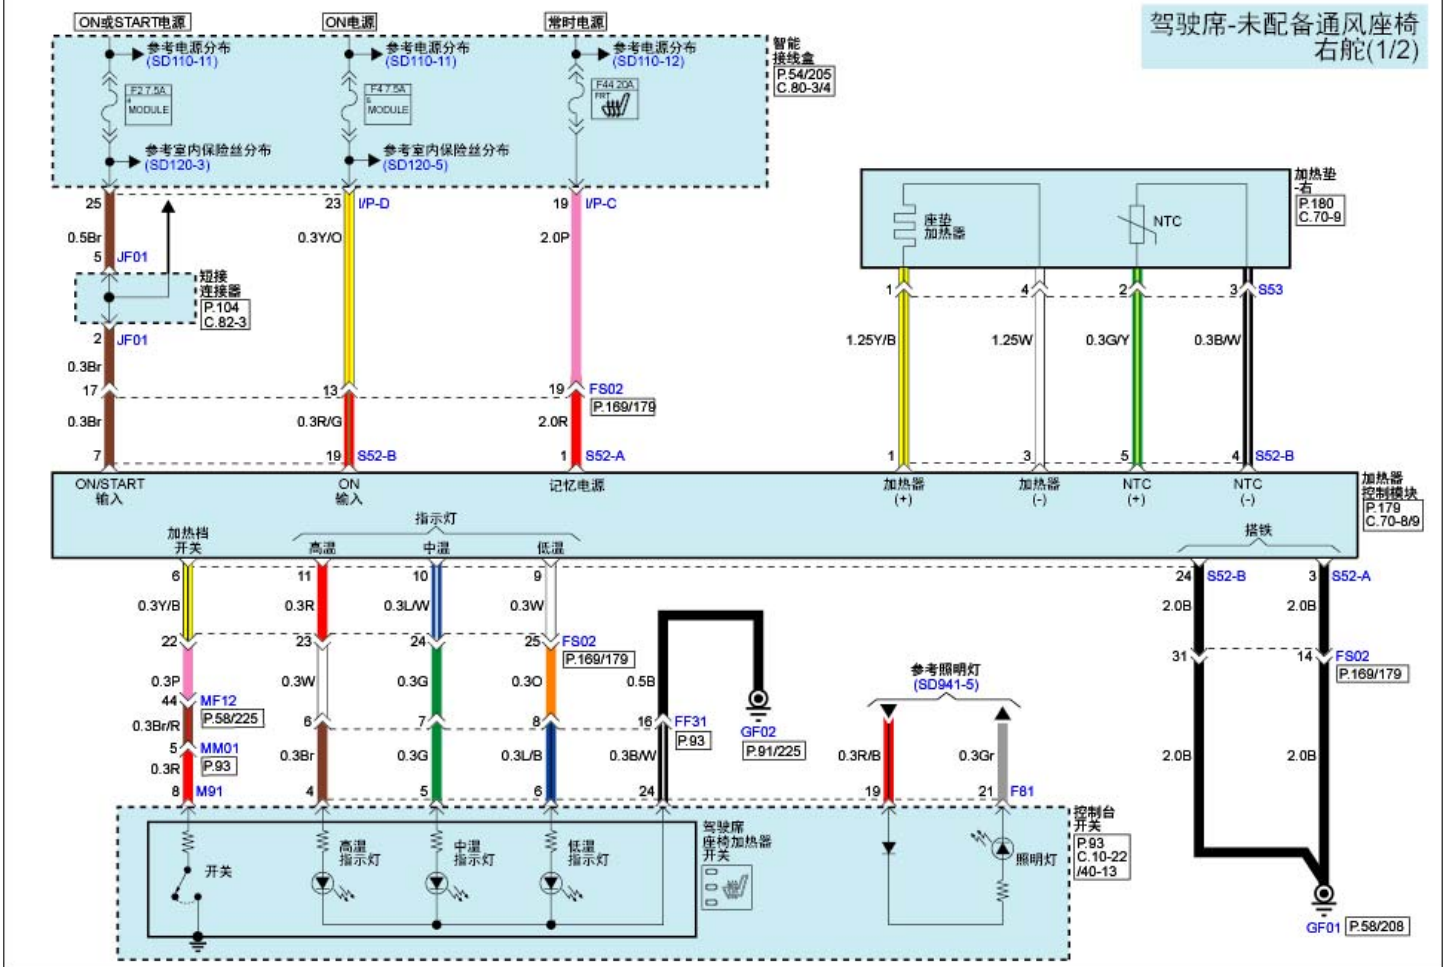 驾驶席-未配备通风座椅
右舵(1/2)
ON或START电源
ON电源
常时电源
参考电源分布
(SD110-11)
参考电源分布
(SD110-11)
参考电源分布
(SD110-12)
智能
接线盒
P.54/205
C.80-3/4
F2 7.5A
4
MODULE
F4 7.5A
5
MODULE
F44 20A
FRT
参考室内保险丝分布
(SD120-3)
参考室内保险丝分布
(SD120-5)
25
23 I/P-D
19 I/P-C
0.5Br
0.3Y/O
2.0P
5 JF01
短接
连接器
P.104
C.82-3
2 JF01
0.3Br
17
13
19 FS02
P.169/179
0.3Br
0.3R/G
2.0R
7
19 S52-B
1 S52-A
加热垫
-右
P.180
C.70-9
座垫
加热器
NTC
1
4
2
3 S53
1.25Y/B
1.25W
0.3G/Y
0.3B/W
1
3
5
4 S52-B
ON/START
输入
ON
输入
记忆电源
加热器
(+)
加热器
(-)
NTC
(+)
NTC
(-)
加热器
控制模块
P.179
C.70-8/9
加热档
开关
指示灯
高温
中温
低温
搭铁
6
11
10
9
24 S52-B
3 S52-A
0.3Y/B
0.3R
0.3L/W
0.3W
2.0B
2.0B
22
23
24
25 FS02
P.169/179
31
14 FS02
P.169/179
0.3P
0.3W
0.3G
0.3O
0.5B
参考照明灯
(SD941-5)
44 MF12
P.58/225
0.3Br/R
6
7
8
16 FF31
P.93
GF02
P.91/225
5 MM01
P.93
0.3R
0.3Br
0.3G
0.3L/B
0.3B/W
0.3R/B
0.3Gr
2.0B
2.0B
8 M91
4
5
6
24
19
21 F81
控制台
开关
P.93
C.10-22
/40-13
驾驶席
座椅加热器
开关
开关
高温
指示灯
中温
指示灯
低温
指示灯
照明灯
GF01
P.58/208